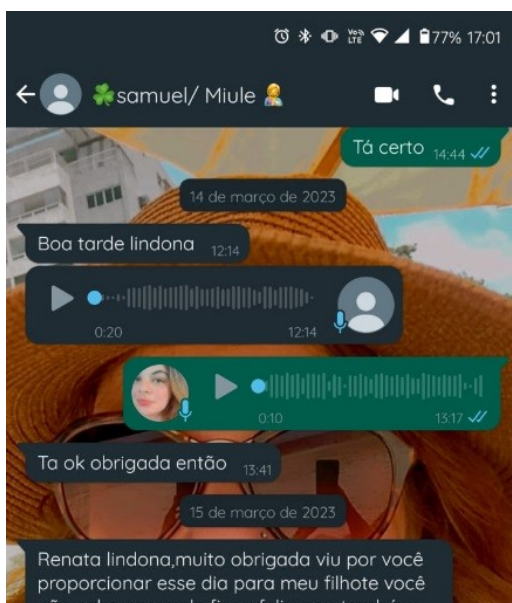 Vo)) LTE 77% 17:01
samuel/ Miule
Tá certo 14:44
14 de março de 2023
Boa tarde lindona 12:14
0:20 12:14
0:10 13:17
Ta ok obrigada então 13:41
15 de março de 2023
Renata lindona,muito obrigada viu por você
proporcionar esse dia para meu filhote você